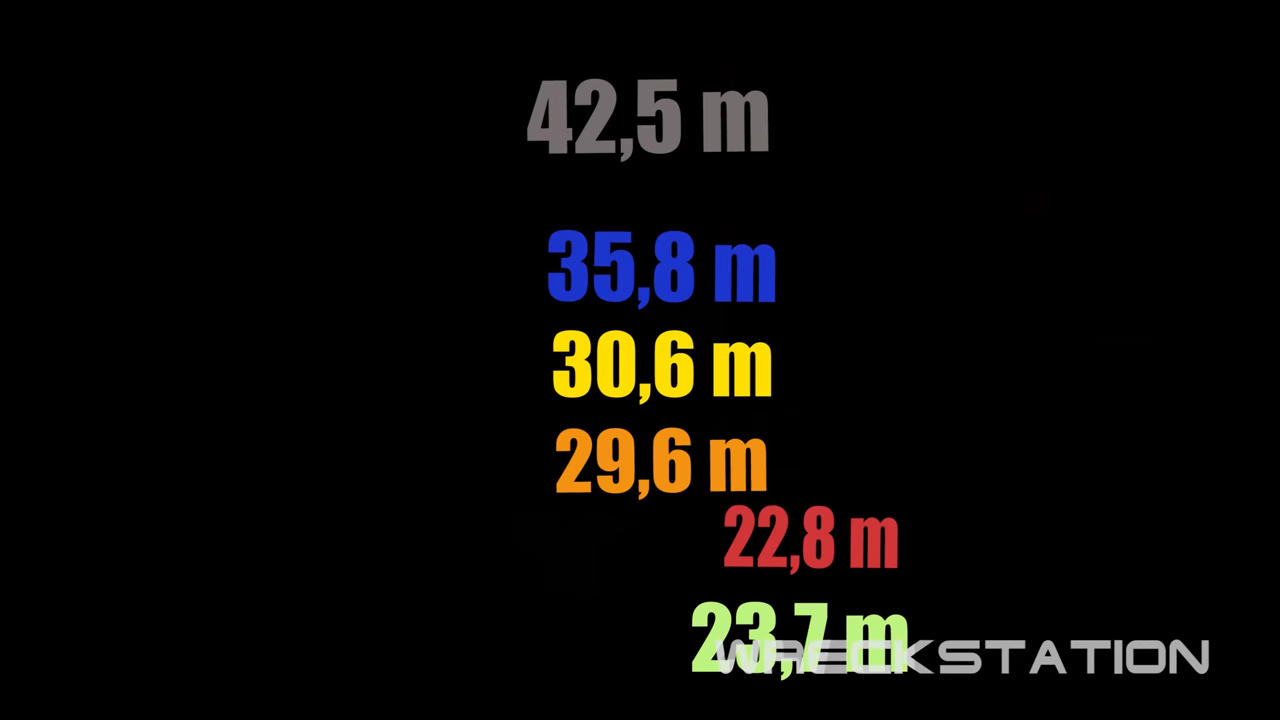 42,5 m
35,8 m
30,6 m
29,6 m
22,8 m
23,7 m
WRECKSTATION